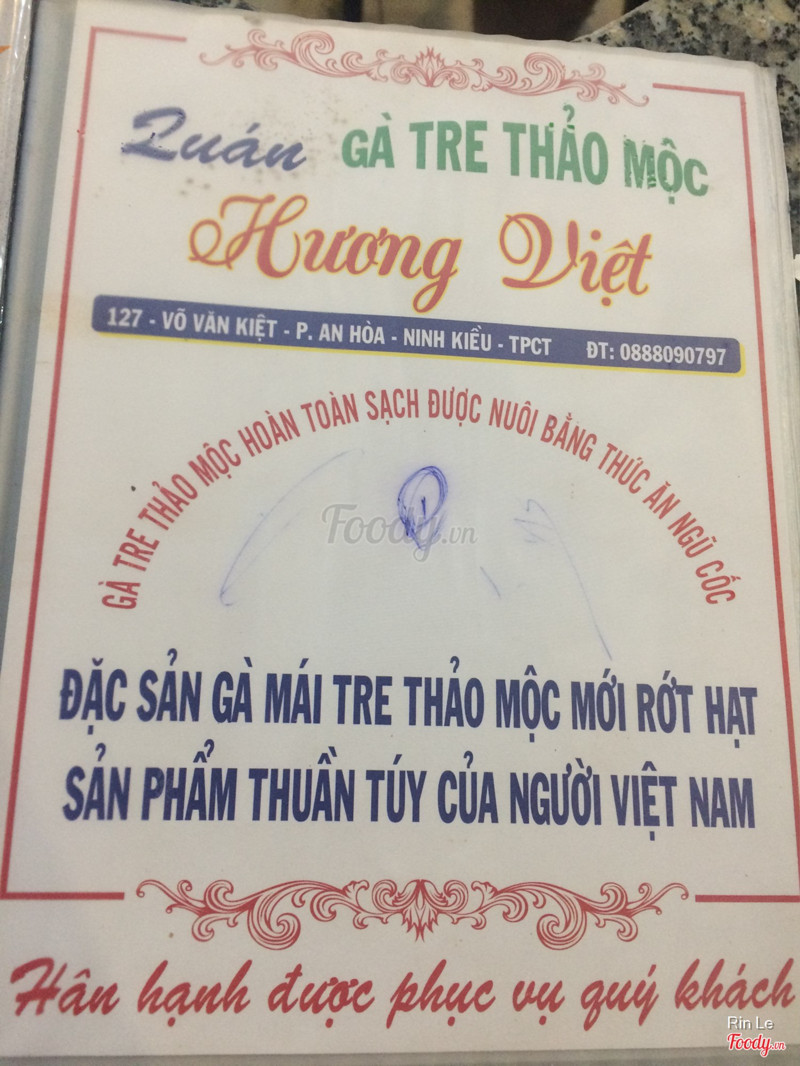 Quán GÀ TRE THẢO MỘC
Hương Việt
127 - VÕ VĂN KIỆT - P. AN HÒA - NINH KIỀU - TPCT ĐT: 0888090797
GÀ TRE THẢO MỘC HOÀN TOÀN SẠCH ĐƯỢC NUÔI BẰNG THỨC ĂN NGŨ CỐC
Foody.vn
ĐẶC SẢN GÀ MÁI TRE THẢO MỘC MỚI RỚT HẠT
SẢN PHẨM THUẦN TÚY CỦA NGƯỜI VIỆT NAM
Hân hạnh được phục vụ quý khách
Rin Le
Foody.vn